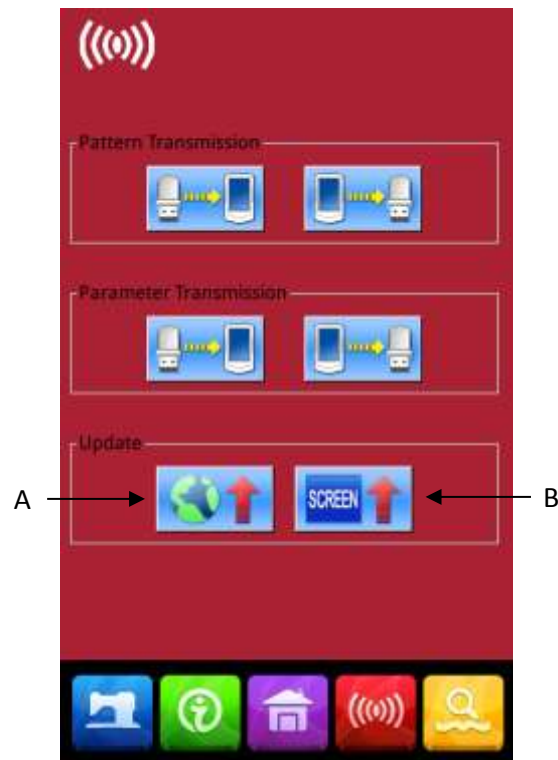 Pattern Transmission
Parameter Transmission
Update
A
SCREEN
B